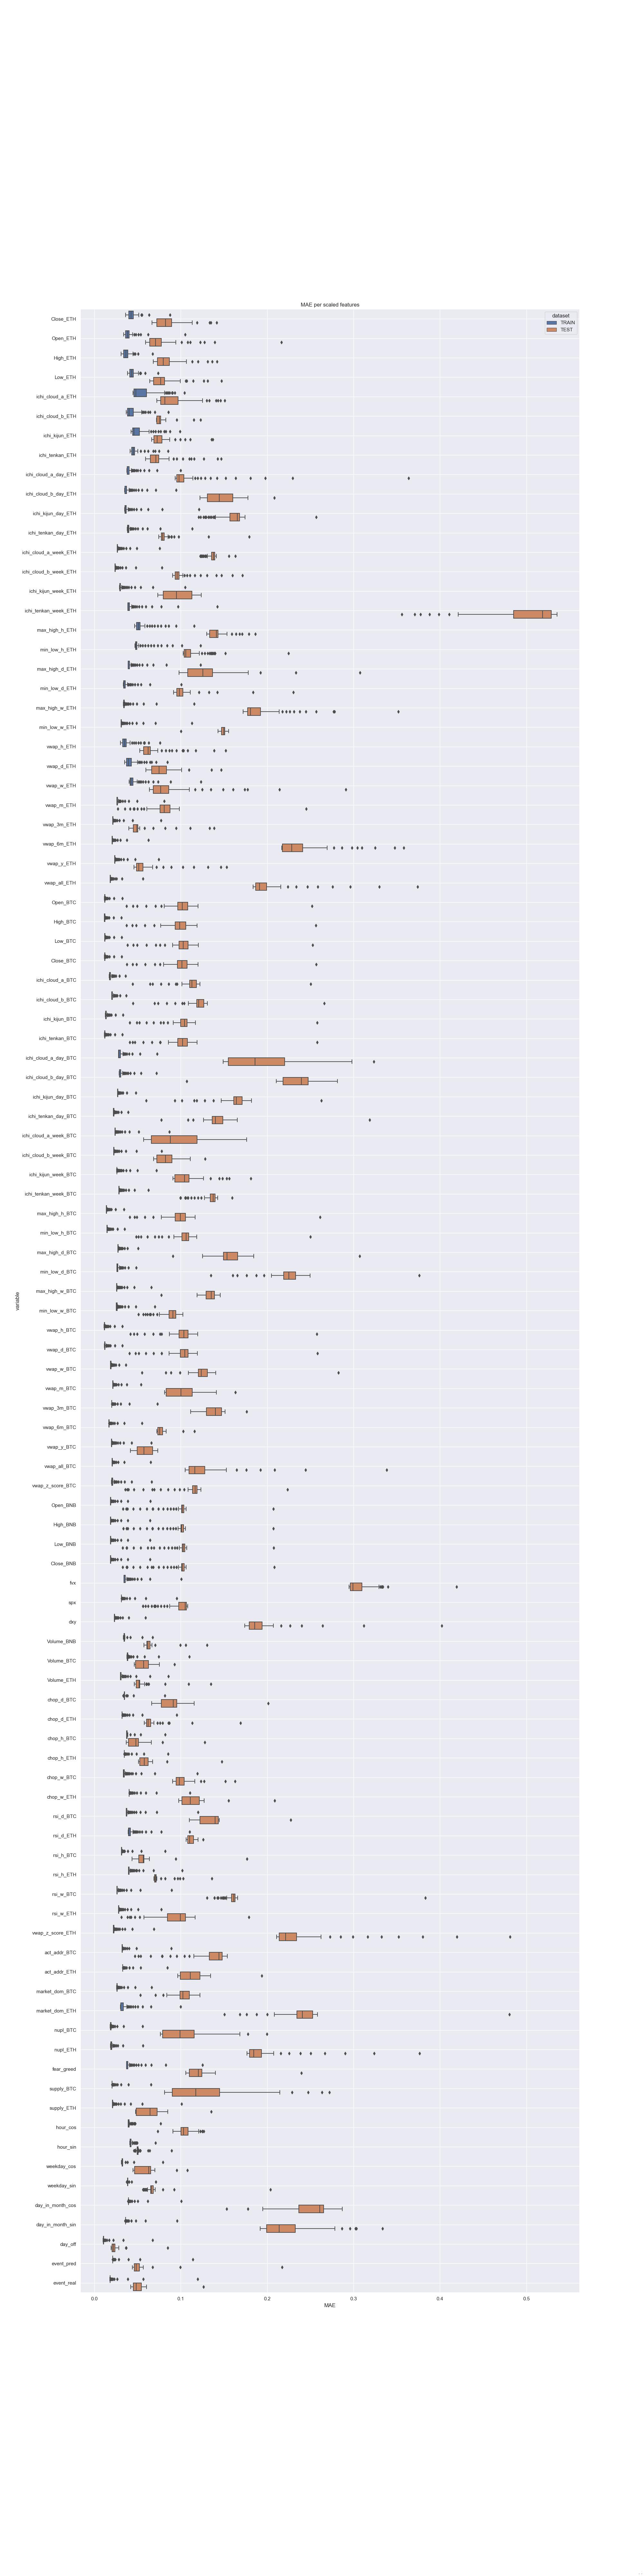 MAE per scaled features
dataset
TRAIN
TEST
variable
Close_ETH
Open_ETH
High_ETH
Low_ETH
ichi_cloud_a_ETH
ichi_cloud_b_ETH
ichi_kijun_ETH
ichi_tenkan_ETH
ichi_cloud_a_day_ETH
ichi_cloud_b_day_ETH
ichi_kijun_day_ETH
ichi_tenkan_day_ETH
ichi_cloud_a_week_ETH
ichi_cloud_b_week_ETH
ichi_kijun_week_ETH
ichi_tenkan_week_ETH
max_high_h_ETH
min_low_h_ETH
max_high_d_ETH
min_low_d_ETH
max_high_w_ETH
min_low_w_ETH
vwap_h_ETH
vwap_d_ETH
vwap_w_ETH
vwap_m_ETH
vwap_3m_ETH
vwap_6m_ETH
vwap_y_ETH
vwap_all_ETH
Open_BTC
High_BTC
Low_BTC
Close_BTC
ichi_cloud_a_BTC
ichi_cloud_b_BTC
ichi_kijun_BTC
ichi_tenkan_BTC
ichi_cloud_a_day_BTC
ichi_cloud_b_day_BTC
ichi_kijun_day_BTC
ichi_tenkan_day_BTC
ichi_cloud_a_week_BTC
ichi_cloud_b_week_BTC
ichi_kijun_week_BTC
ichi_tenkan_week_BTC
max_high_h_BTC
min_low_h_BTC
max_high_d_BTC
min_low_d_BTC
max_high_w_BTC
min_low_w_BTC
vwap_h_BTC
vwap_d_BTC
vwap_w_BTC
vwap_m_BTC
vwap_3m_BTC
vwap_6m_BTC
vwap_y_BTC
vwap_all_BTC
vwap_z_score_BTC
Open_BNB
High_BNB
Low_BNB
Close_BNB
spx
dxy
Volume_BNB
Volume_BTC
Volume_ETH
chop_d_BTC
chop_d_ETH
chop_h_BTC
chop_h_ETH
chop_w_BTC
chop_w_ETH
rsi_d_BTC
rsi_d_ETH
rsi_h_BTC
rsi_h_ETH
rsi_w_BTC
rsi_w_ETH
vwap_z_score_ETH
act_addr_BTC
act_addr_ETH
market_dom_BTC
market_dom_ETH
nupl_BTC
nupl_ETH
fear_greed
supply_BTC
supply_ETH
hour_cos
hour_sin
weekday_cos
weekday_sin
day_in_month_cos
day_in_month_sin
day_off
event_pred
event_real
0.0 0.1 0.2 0.3 0.4 0.5
MAE